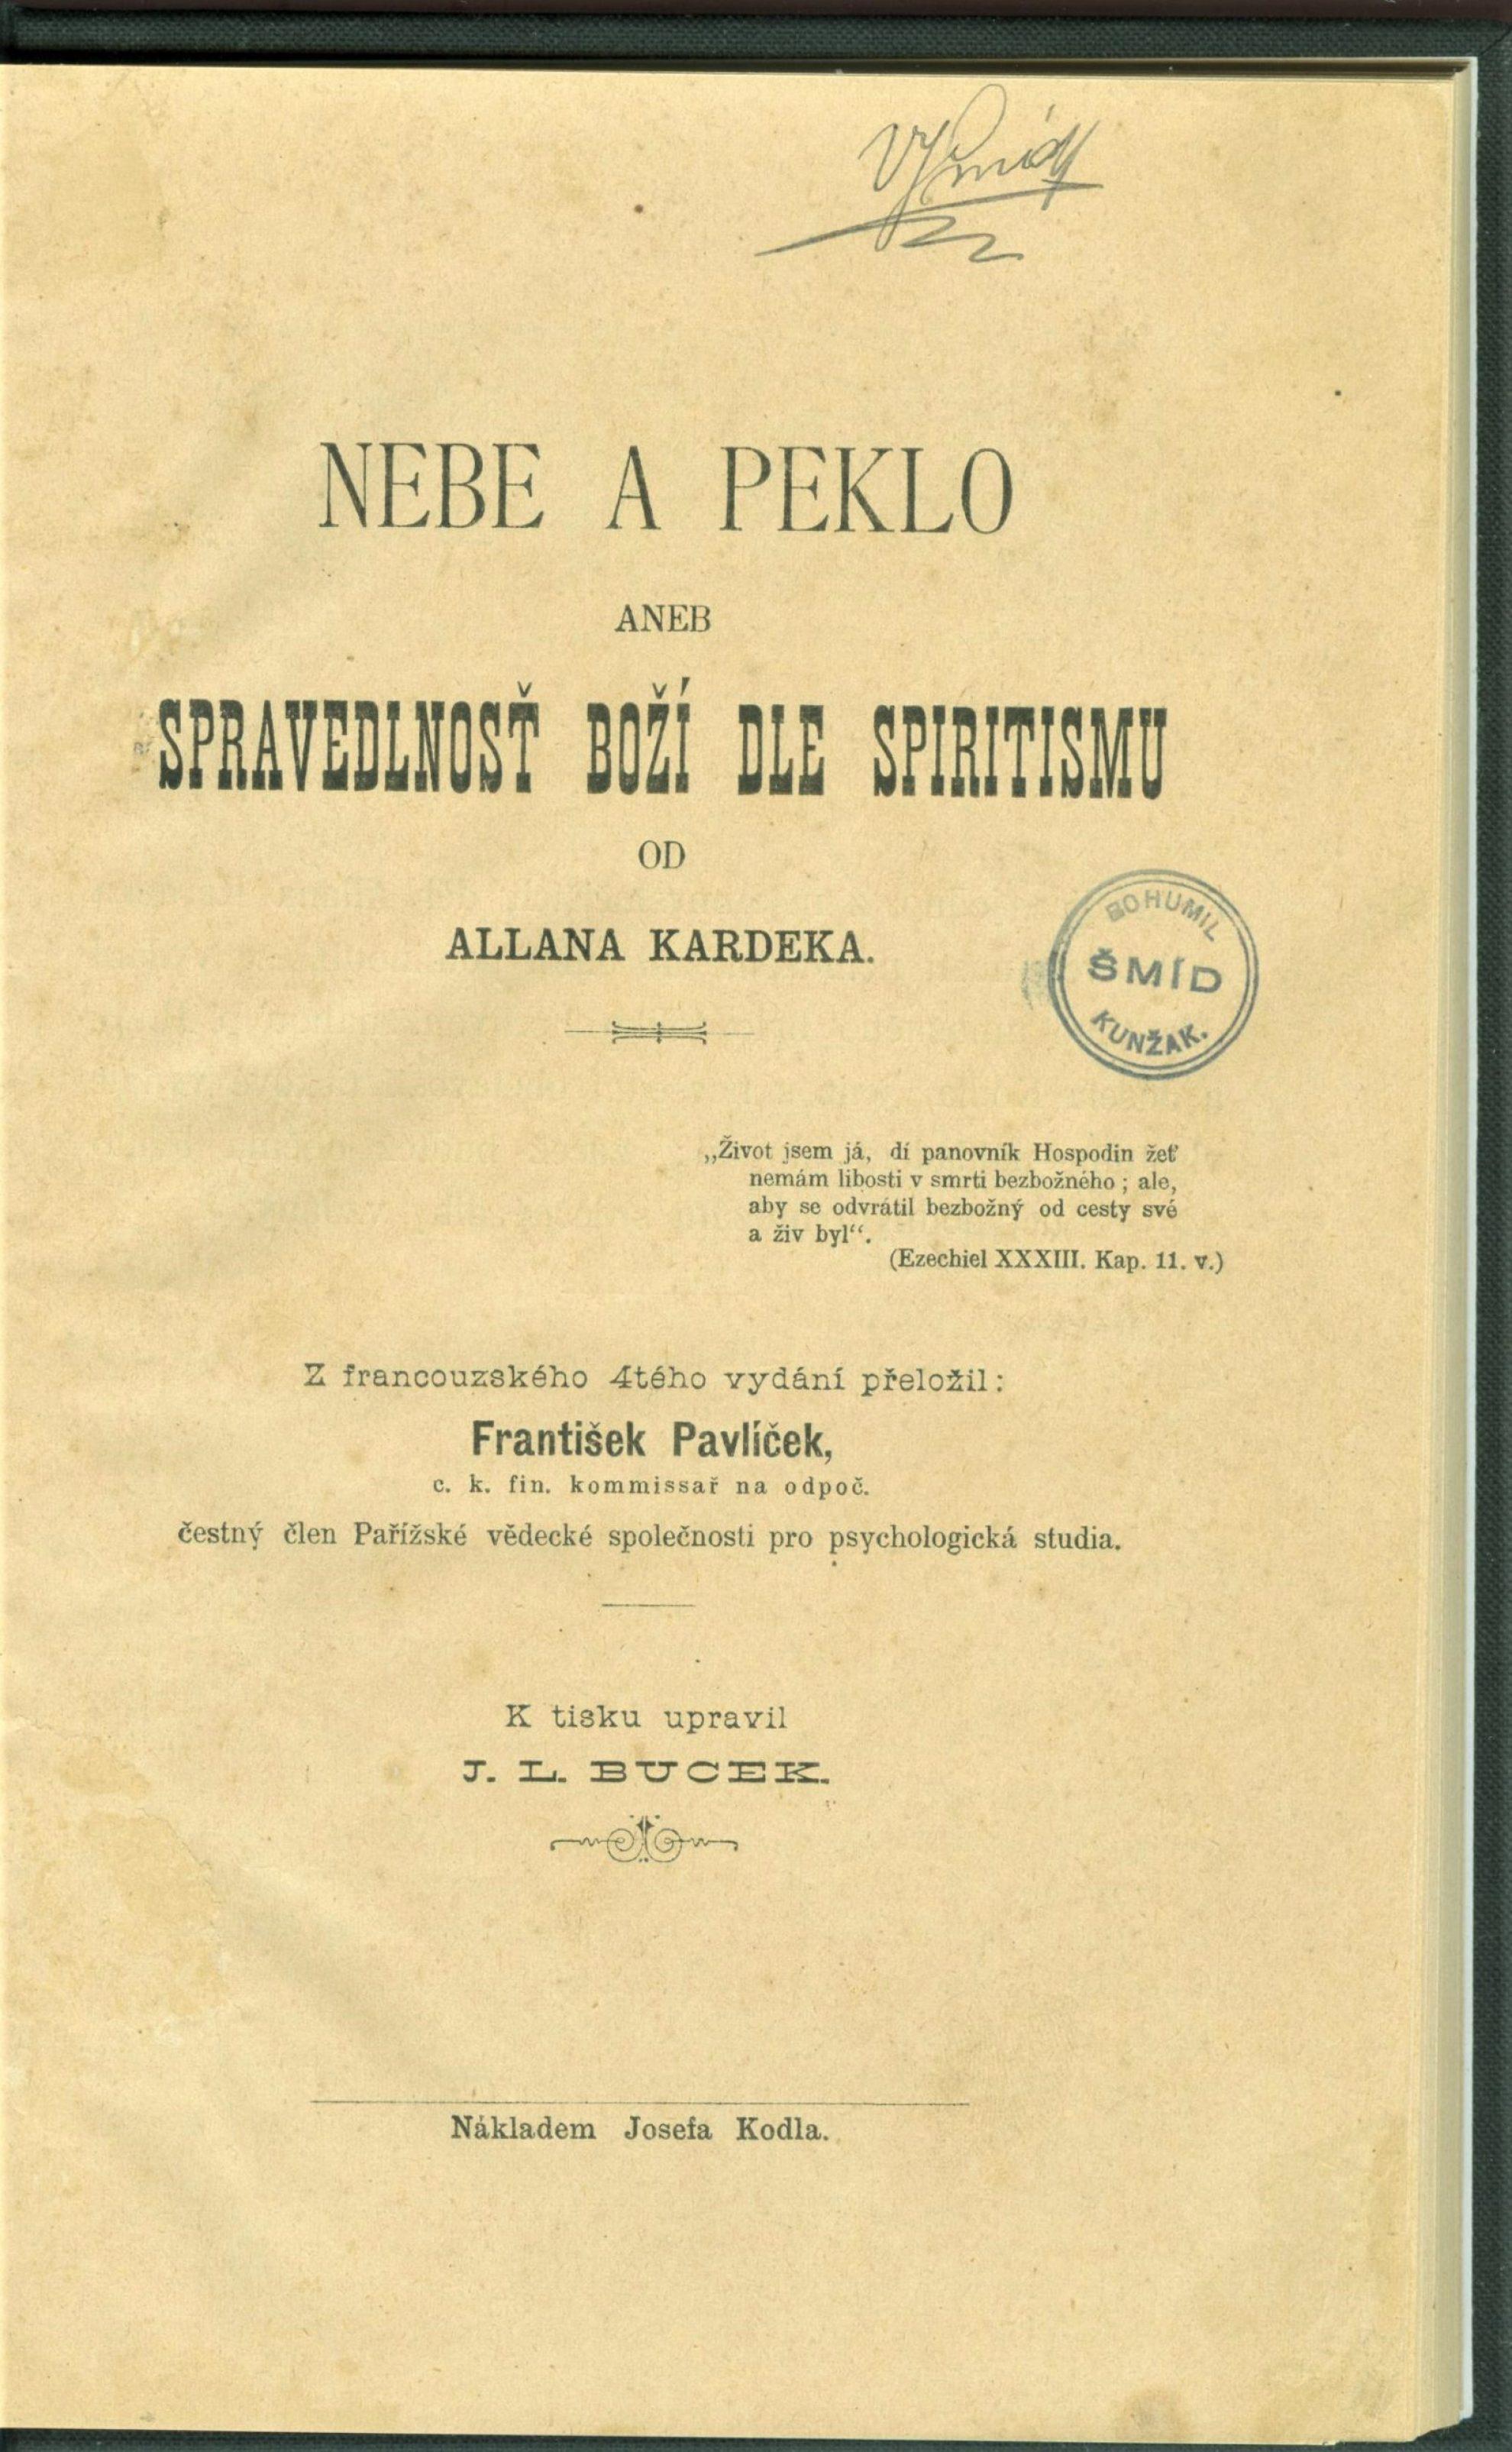 NEBE A PEKLO
ANEB
SPRAVEDLNOSŤ BOŽÍ DLE SPIRITISMU
OD
ALLANA KARDEKA.
BOHUMIL
ŠMÍD
KUNŽAK.
„Život jsem já, dí panovník Hospodin žeť
nemám libosti v smrti bezbožného ; ale,
aby se odvrátil bezbožný od cesty své
a živ byl“.
(Ezechiel XXXIII. Kap. 11. v.)
Z francouzského 4tého vydání přeložil:
František Pavlíček,
c. k. fin. kommissař na odpoč.
čestný člen Pařížské vědecké společnosti pro psychologická studia.
K tisku upravil
J. L. BUCEK.
Nákladem Josefa Kodla.